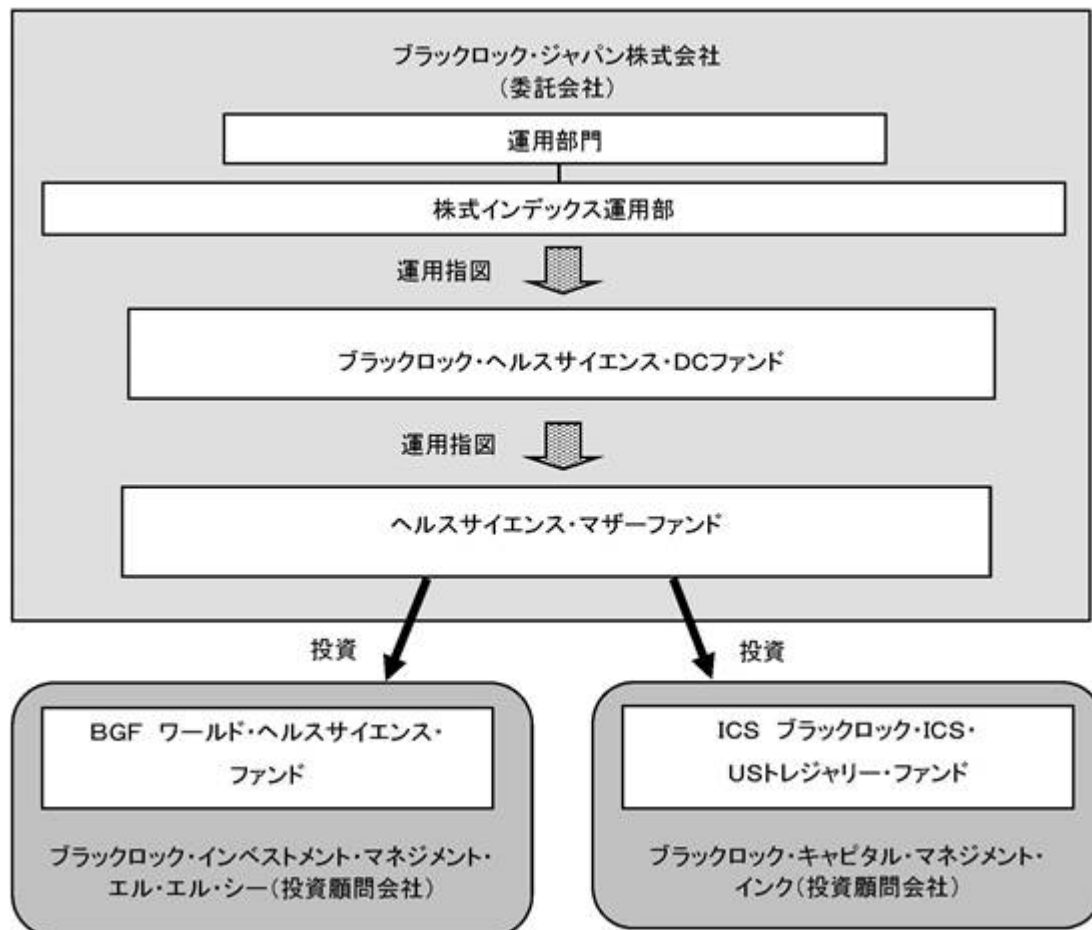 ブラックロック・ジャパン株式会社
（委託会社）
運用部門
株式インデックス運用部
運用指図
ブラックロック・ヘルスサイエンス・DCファンド
運用指図
ヘルスサイエンス・マザーファンド
投資
投資
BGF ワールド・ヘルスサイエンス・
ファンド
ブラックロック・インベストメント・マネジメント・
エル・エル・シー（投資顧問会社）
ICS ブラックロック・ICS・
USトレジャリー・ファンド
ブラックロック・キャピタル・マネジメント・
インク（投資顧問会社）